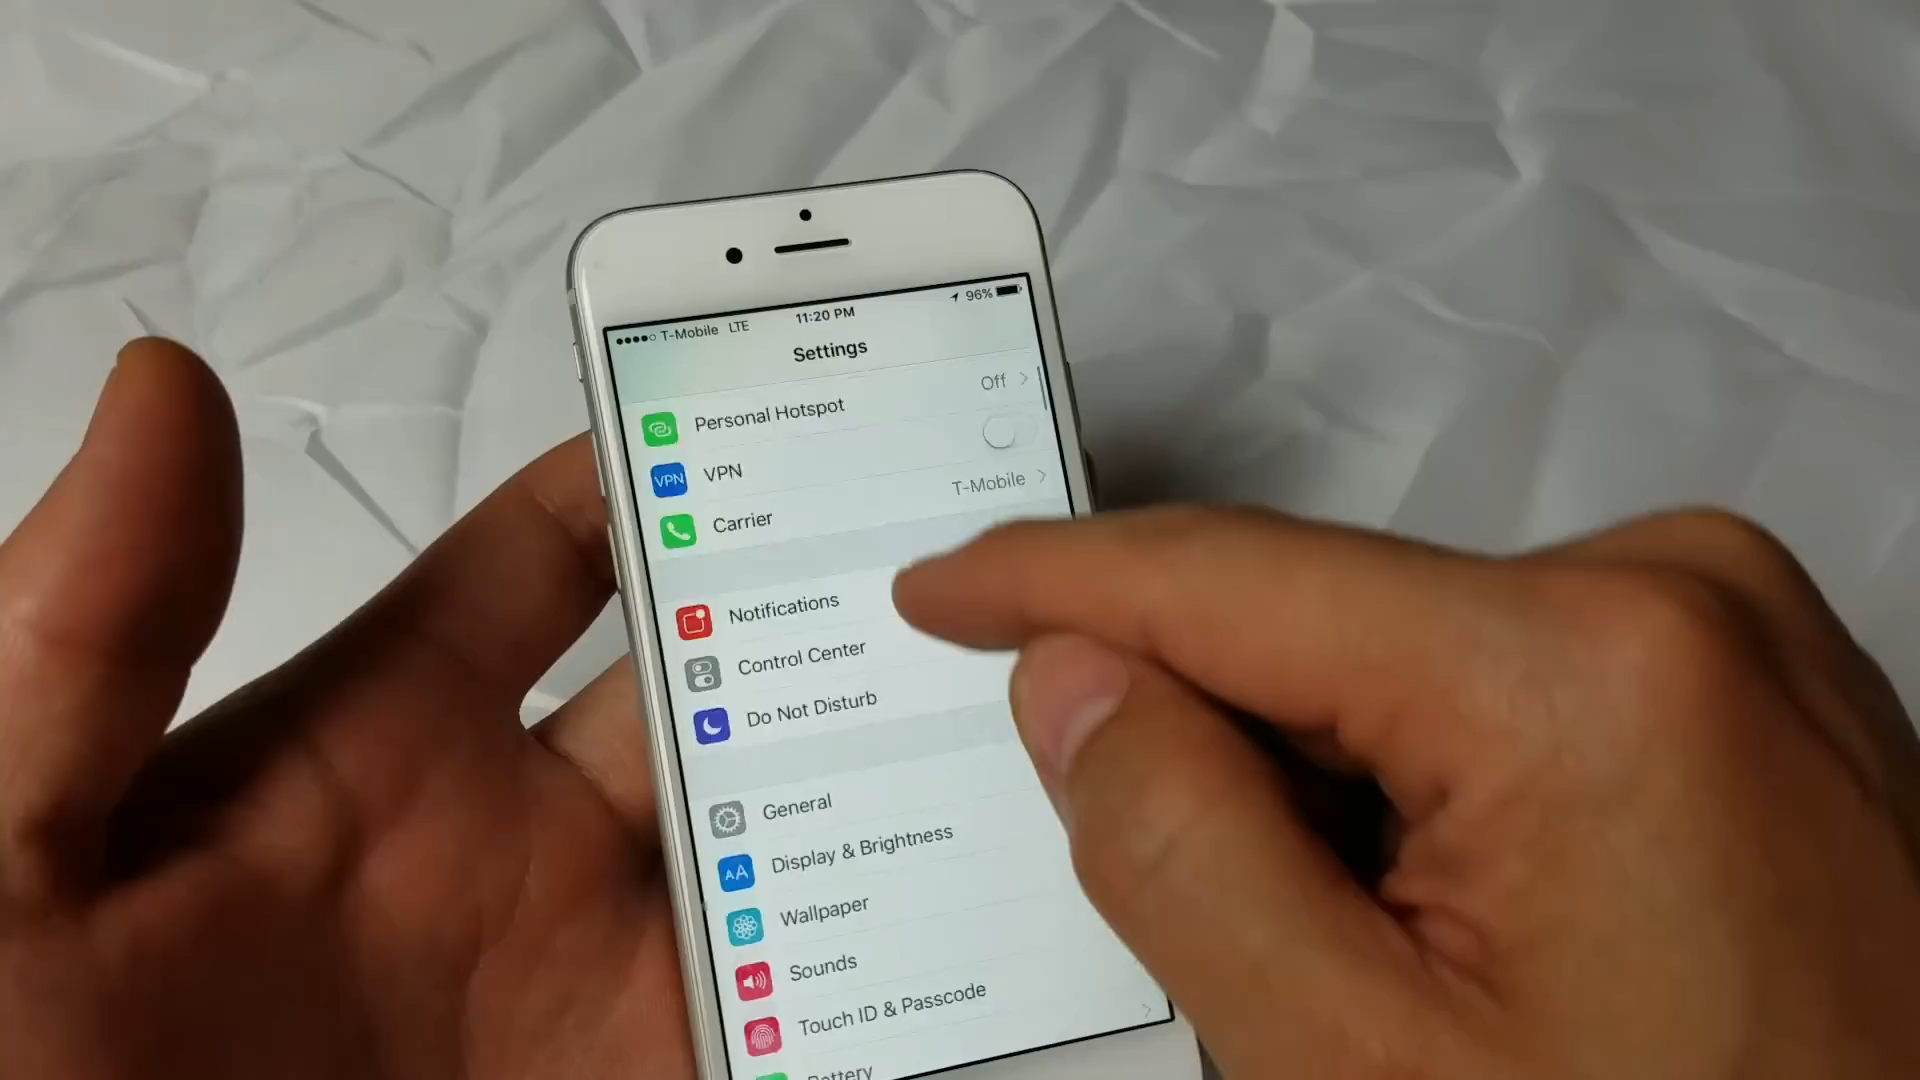 T-Mobile LTE 11:20 PM 96%
Settings
Personal Hotspot Off
VPN VPN
Carrier T-Mobile
Notifications
Control Center
Do Not Disturb
General
AA Display & Brightness
Wallpaper
Sounds
Touch ID & Passcode
Battery